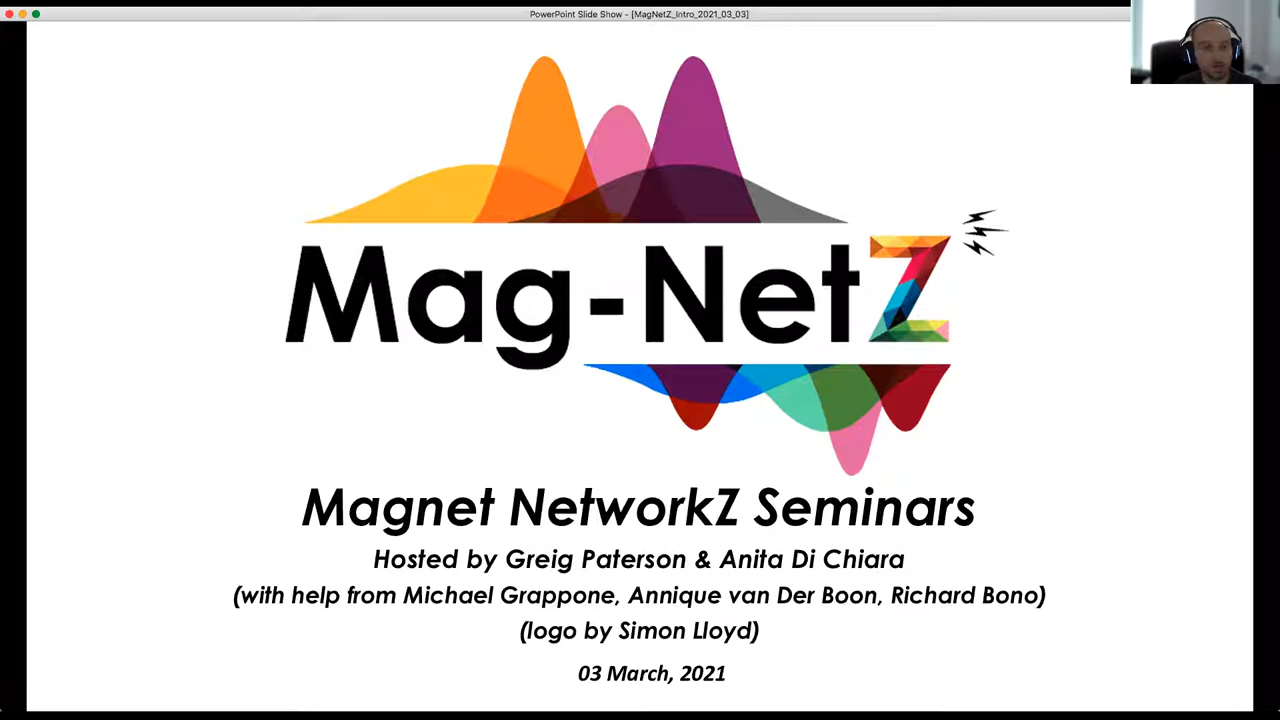 PowerPoint Slide Show - [MagNetZ_Intro_2021_03_03]
Mag-NetZ
Magnet NetworkZ Seminars
Hosted by Greig Paterson & Anita Di Chiara
(with help from Michael Grappone, Annique van Der Boon, Richard Bono)
(logo by Simon Lloyd)
03 March, 2021